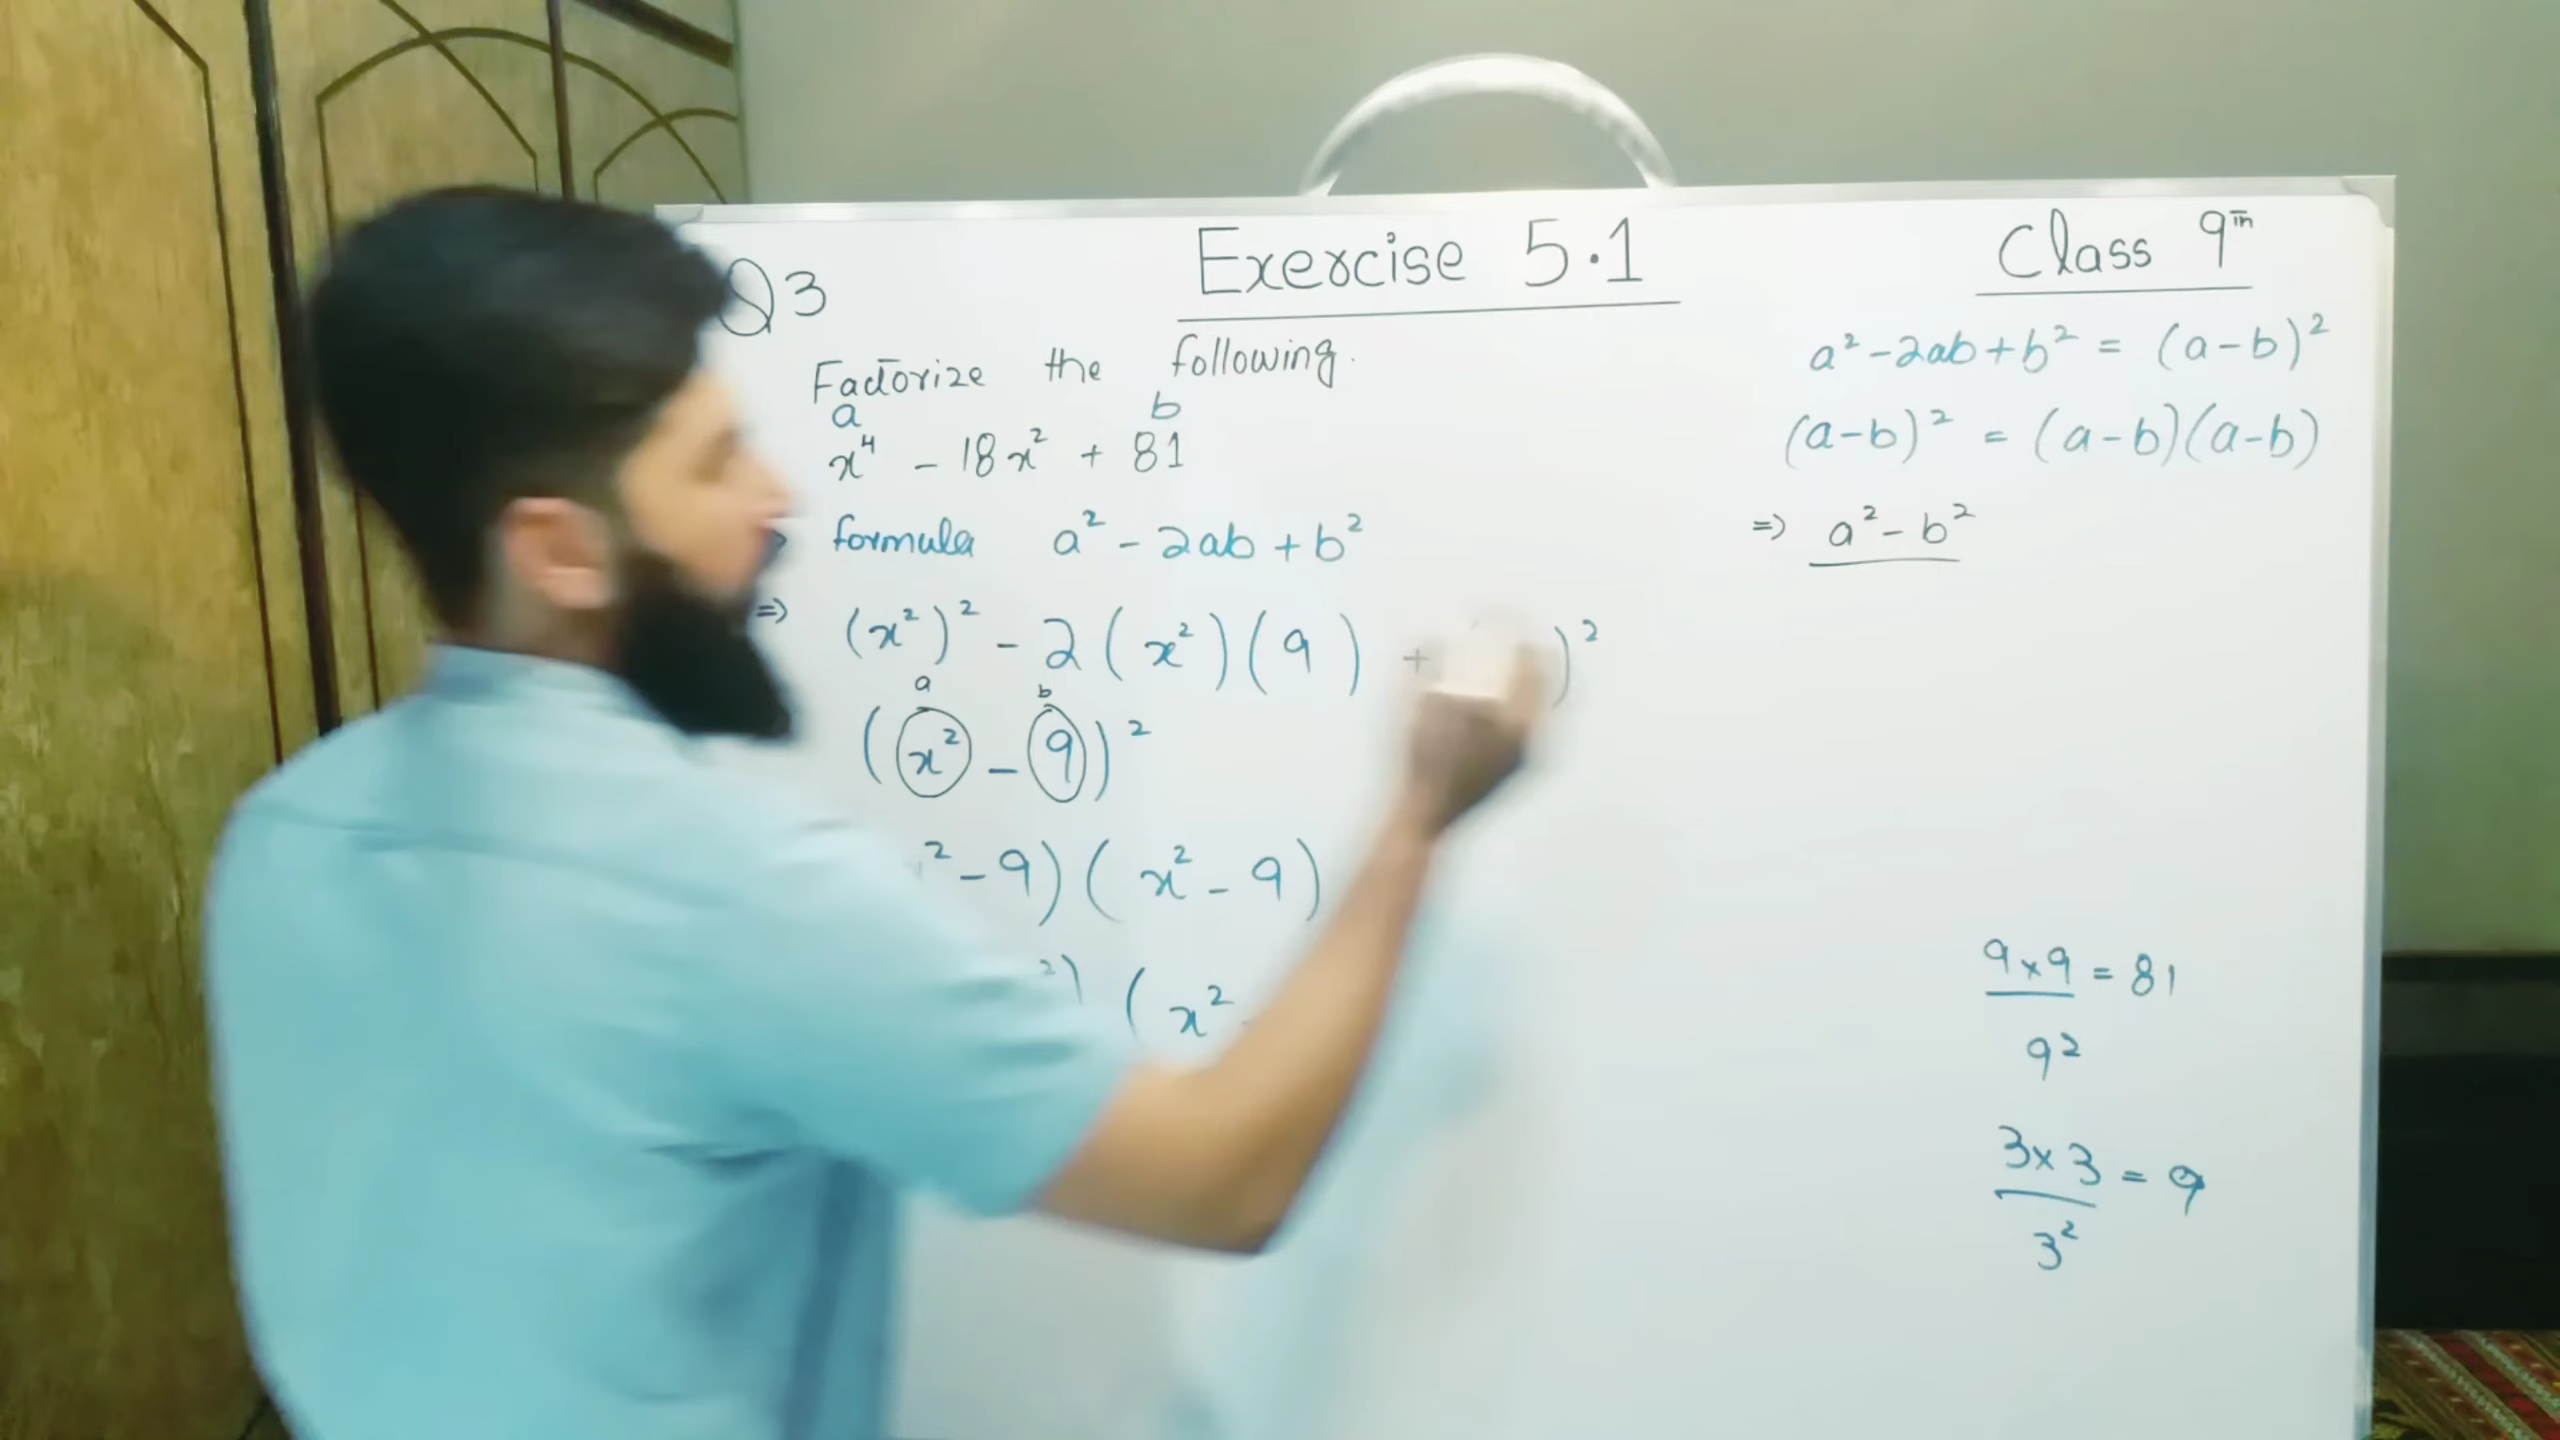 Exercise 5.1
Class 9th
Q3
Factorize the following.
a b
x⁴ - 18x² + 81
formula a² - 2ab + b²
=> (x²)² - 2(x²)(9) + )²
a b
(x² - 9)²
² - 9)(x² - 9)
²) (x²
a² - 2ab + b² = (a - b)²
(a - b)² = (a - b)(a - b)
=> a² - b²
9 x 9 = 81
9²
3 x 3 = 9
3²